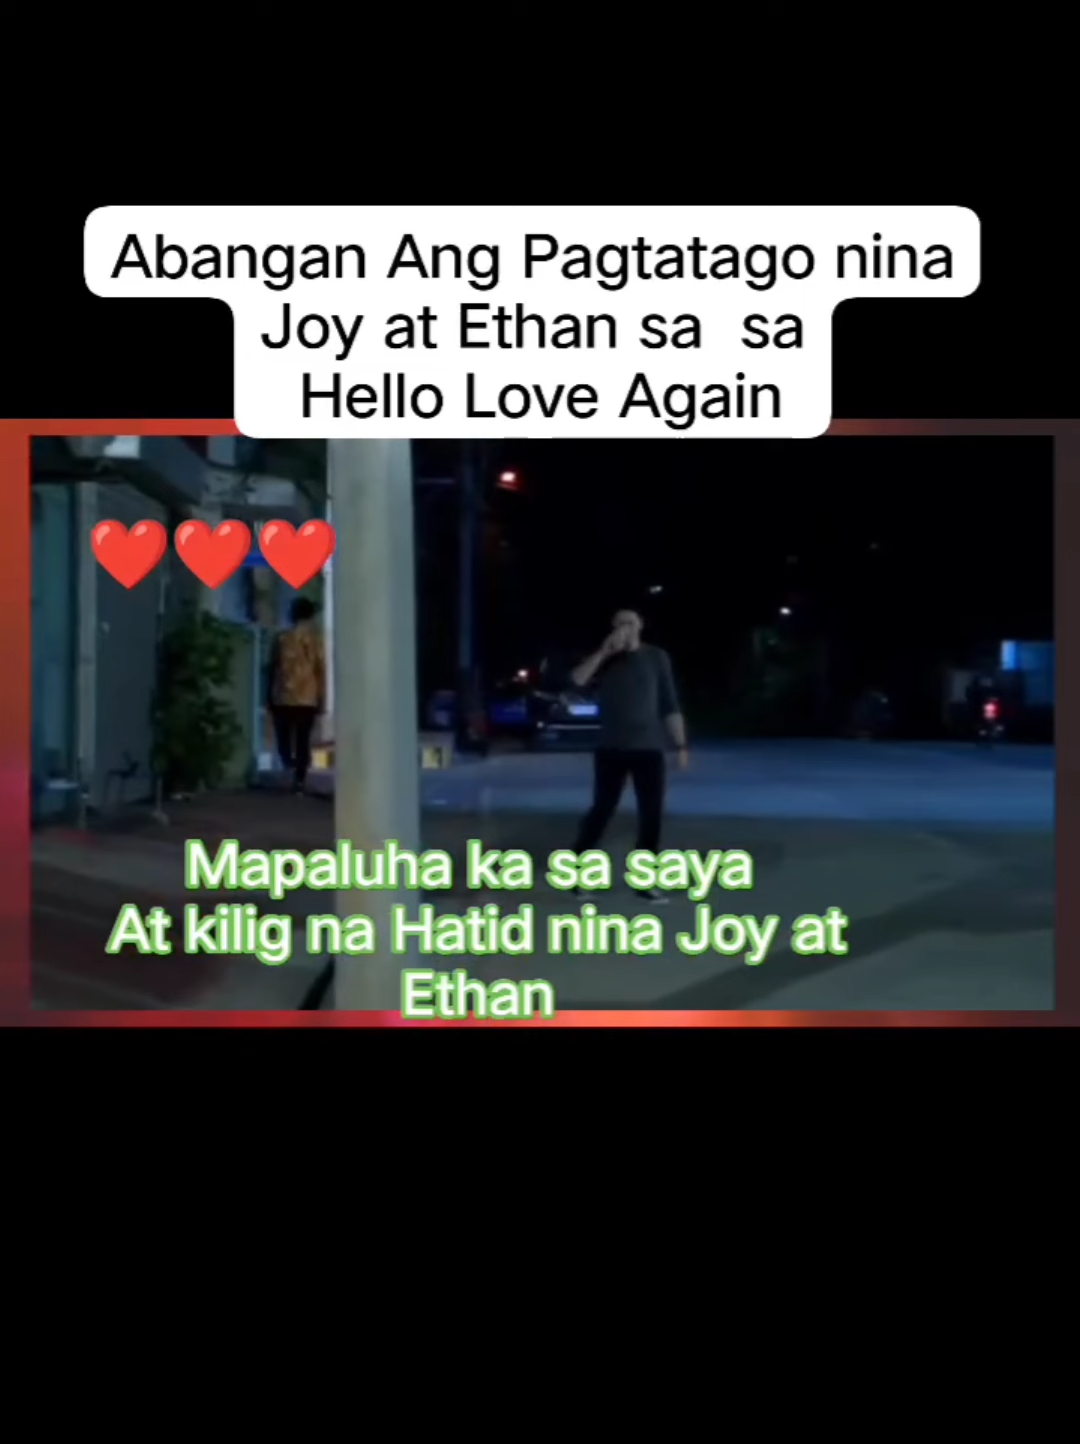 Abangan Ang Pagtatago nina
Joy at Ethan sa sa
Hello Love Again
Mapaluha ka sa saya
At kilig na Hatid nina Joy at
Ethan